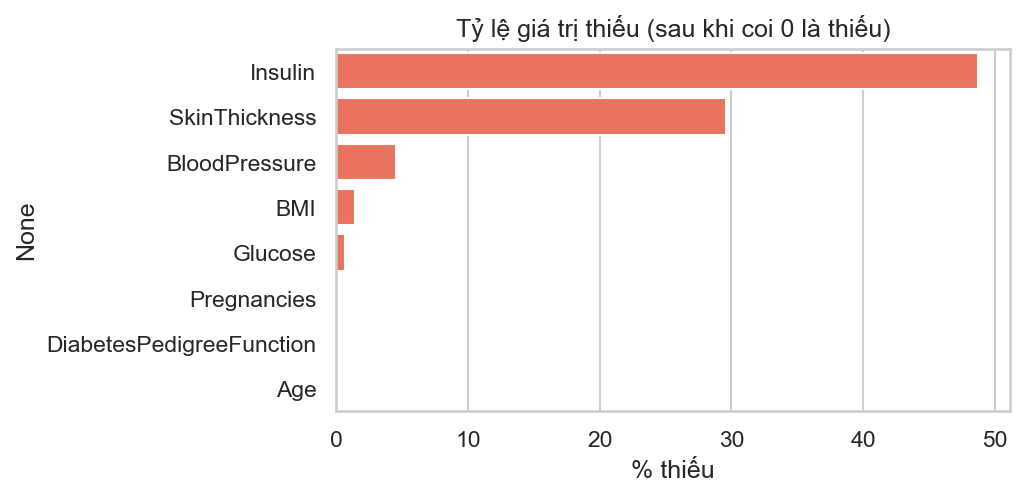 Tỷ lệ giá trị thiếu (sau khi coi 0 là thiếu)
None
Insulin
SkinThickness
BloodPressure
BMI
Glucose
Pregnancies
DiabetesPedigreeFunction
Age
0 10 20 30 40 50
% thiếu